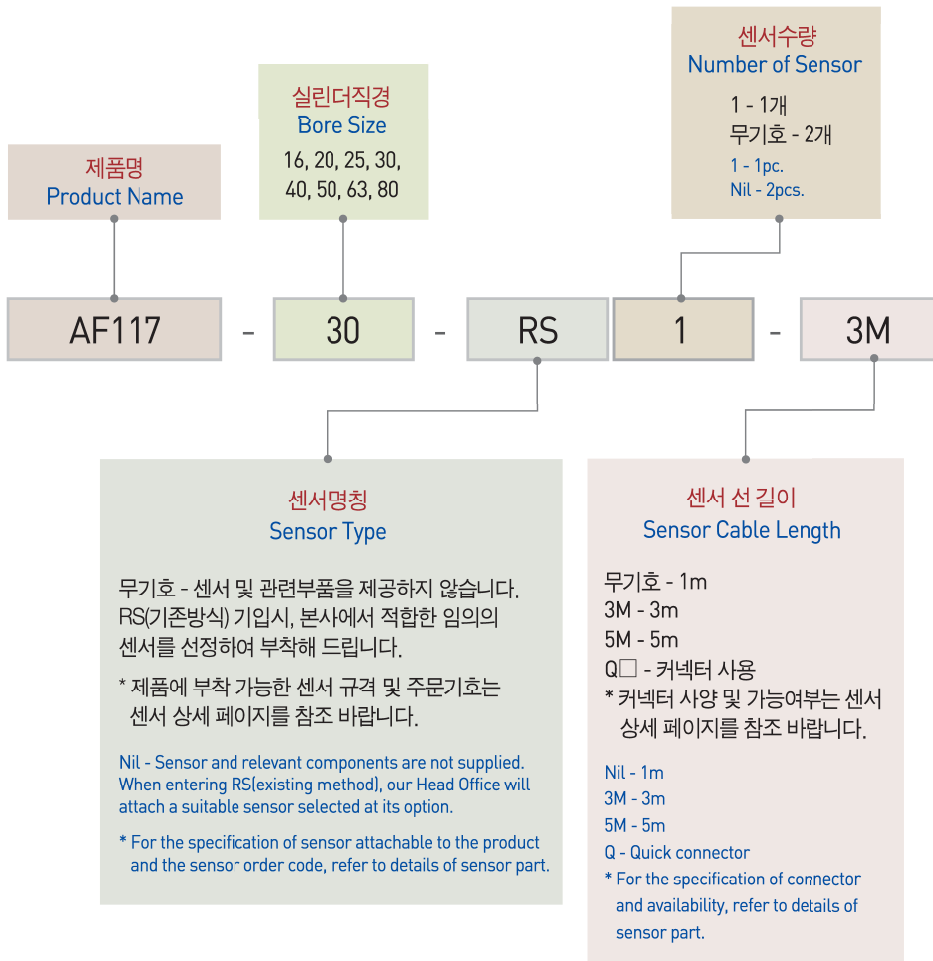 센서수량
Number of Sensor
1 - 1개
무기호 - 2개
1 - 1pc.
Nil - 2pcs.
실린더직경
Bore Size
16, 20, 25, 30,
40, 50, 63, 80
제품명
Product Name
AF117 - 30 - RS 1 - 3M
센서명칭
Sensor Type
무기호 - 센서 및 관련부품을 제공하지 않습니다.
RS(기존방식) 기입시, 본사에서 적합한 임의의
센서를 선정하여 부착해 드립니다.
* 제품에 부착 가능한 센서 규격 및 주문기호는
센서 상세 페이지를 참조 바랍니다.
Nil - Sensor and relevant components are not supplied.
When entering RS(existing method), our Head Office will
attach a suitable sensor selected at its option.
* For the specification of sensor attachable to the product
and the sensor order code, refer to details of sensor part.
센서 선 길이
Sensor Cable Length
무기호 - 1m
3M - 3m
5M - 5m
Q□ - 커넥터 사용
* 커넥터 사양 및 가능여부는 센서
상세 페이지를 참조 바랍니다.
Nil - 1m
3M - 3m
5M - 5m
Q - Quick connector
* For the specification of connector
and availability, refer to details of
sensor part.